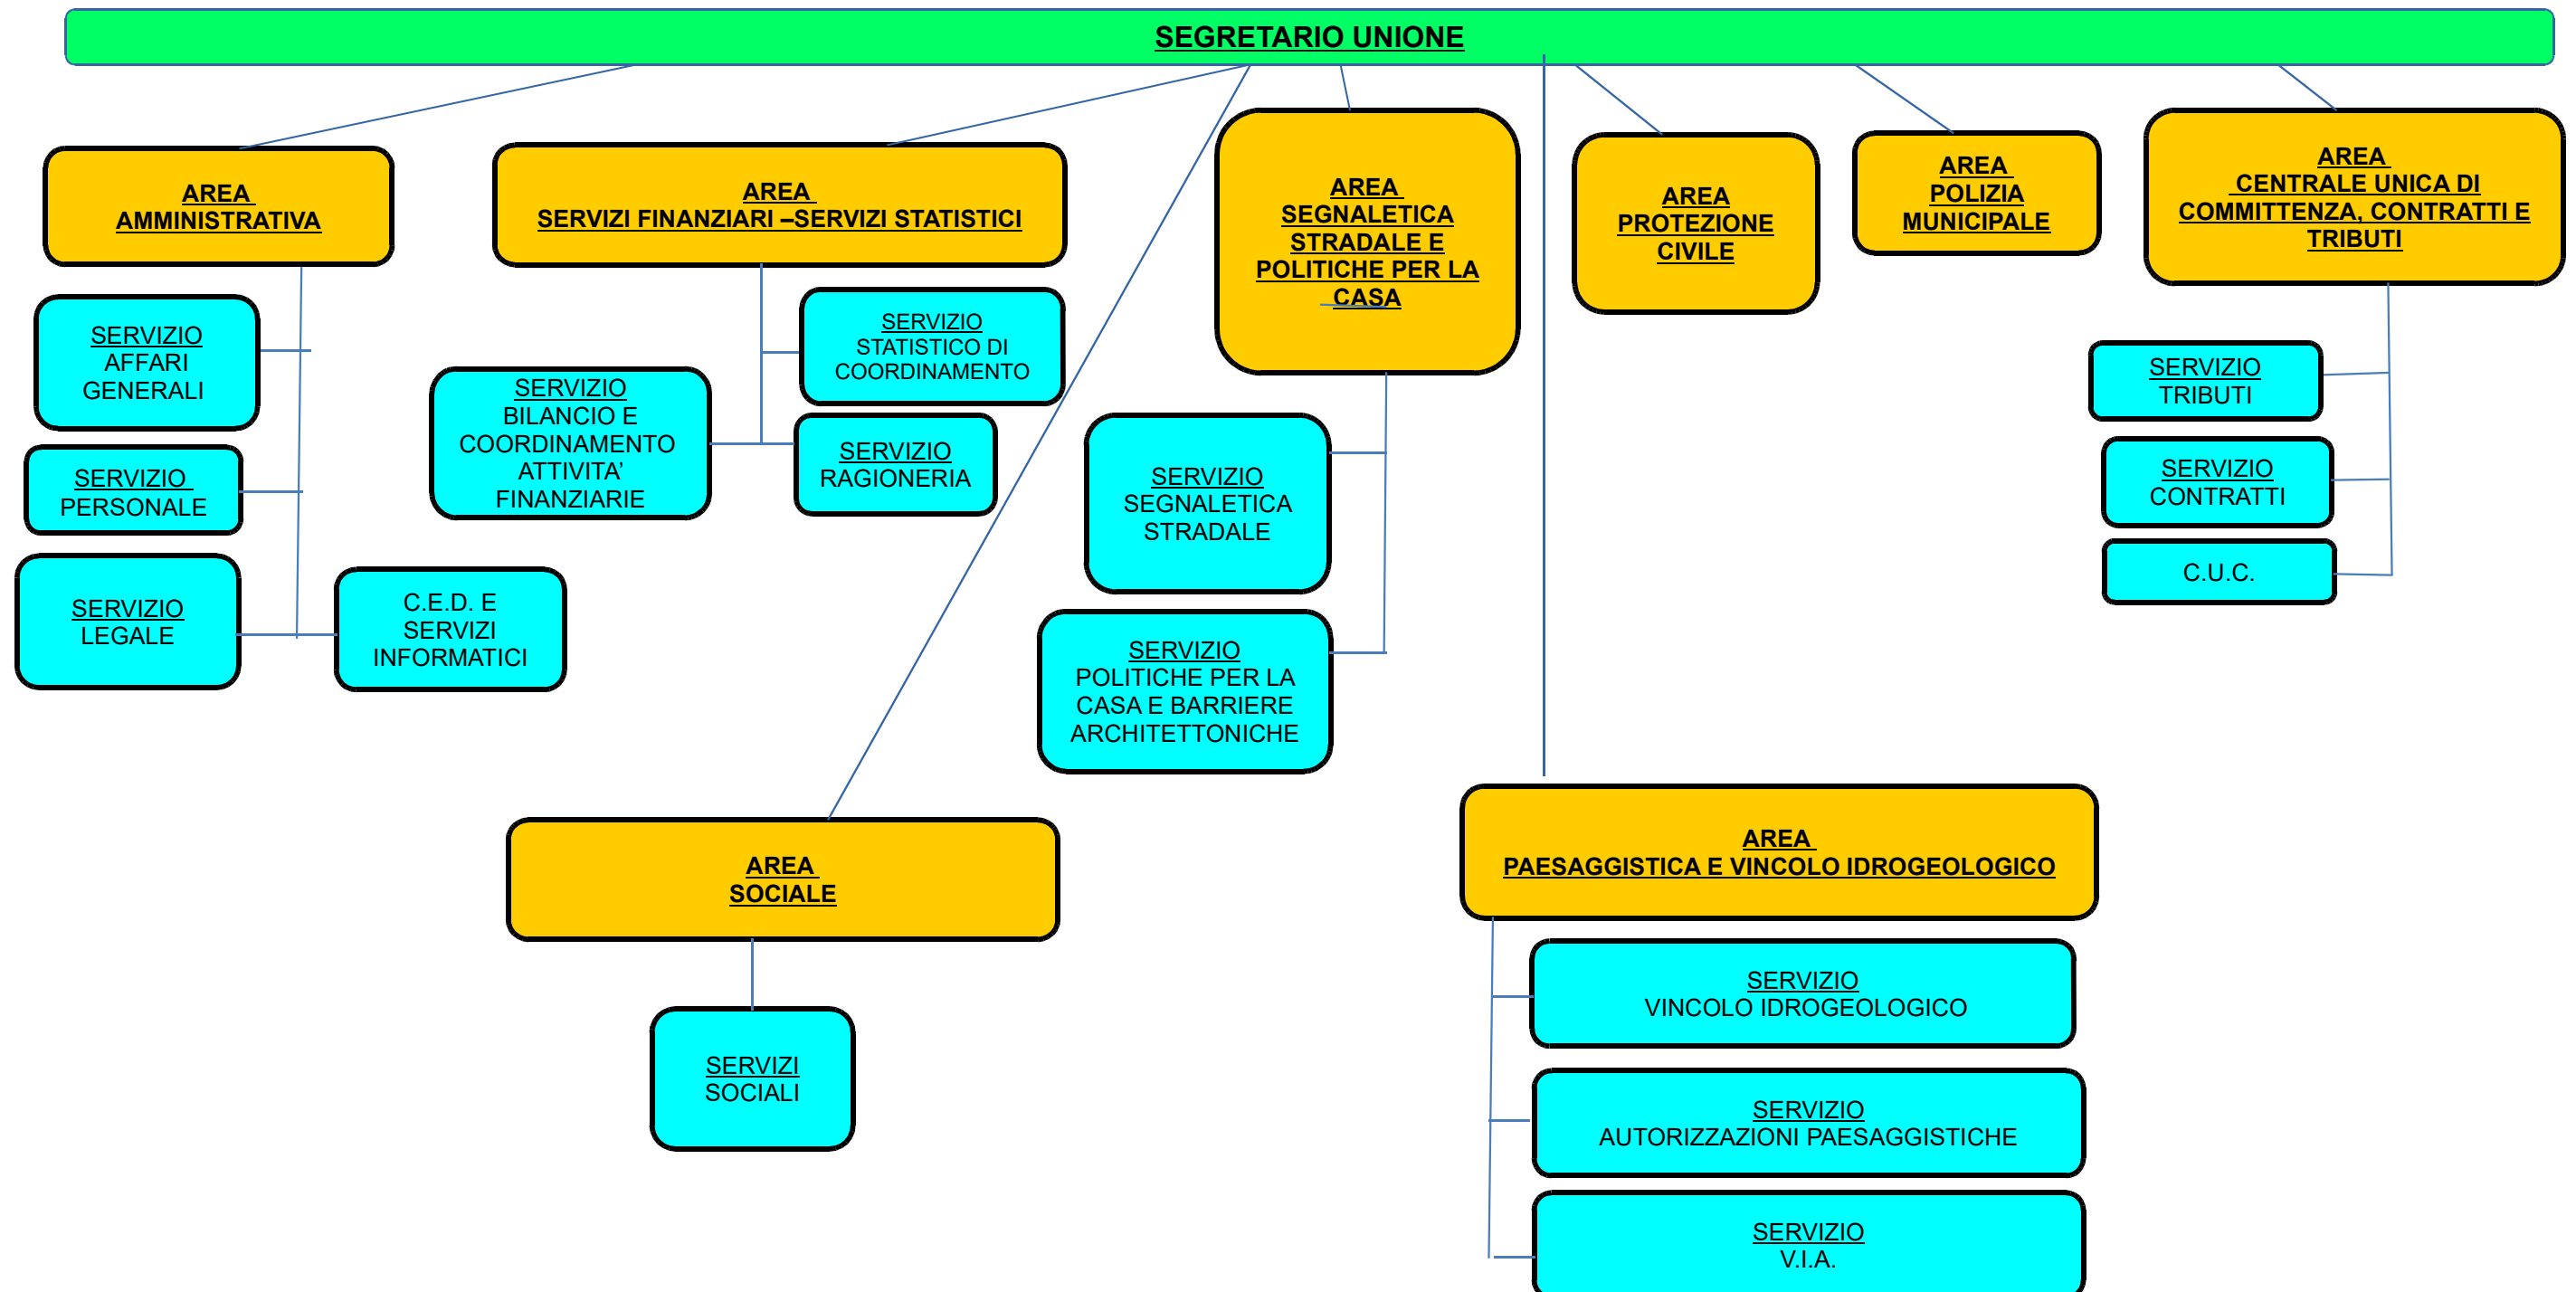 SEGRETARIO UNIONE
AREA
AMMINISTRATIVA
AREA
SERVIZI FINANZIARI –SERVIZI STATISTICI
AREA
SEGNALETICA
STRADALE E
POLITICHE PER LA
CASA
AREA
PROTEZIONE
CIVILE
AREA
POLIZIA
MUNICIPALE
AREA
CENTRALE UNICA DI
COMMITTENZA, CONTRATTI E
TRIBUTI
SERVIZIO
AFFARI
GENERALI
SERVIZIO
PERSONALE
SERVIZIO
LEGALE
C.E.D. E
SERVIZI
INFORMATICI
SERVIZIO
STATISTICO DI
COORDINAMENTO
SERVIZIO
BILANCIO E
COORDINAMENTO
ATTIVITA’
FINANZIARIE
SERVIZIO
RAGIONERIA
SERVIZIO
SEGNALETICA
STRADALE
SERVIZIO
POLITICHE PER LA
CASA E BARRIERE
ARCHITETTONICHE
SERVIZIO
TRIBUTI
SERVIZIO
CONTRATTI
C.U.C.
AREA
SOCIALE
SERVIZI
SOCIALI
AREA
PAESAGGISTICA E VINCOLO IDROGEOLOGICO
SERVIZIO
VINCOLO IDROGEOLOGICO
SERVIZIO
AUTORIZZAZIONI PAESAGGISTICHE
SERVIZIO
V.I.A.